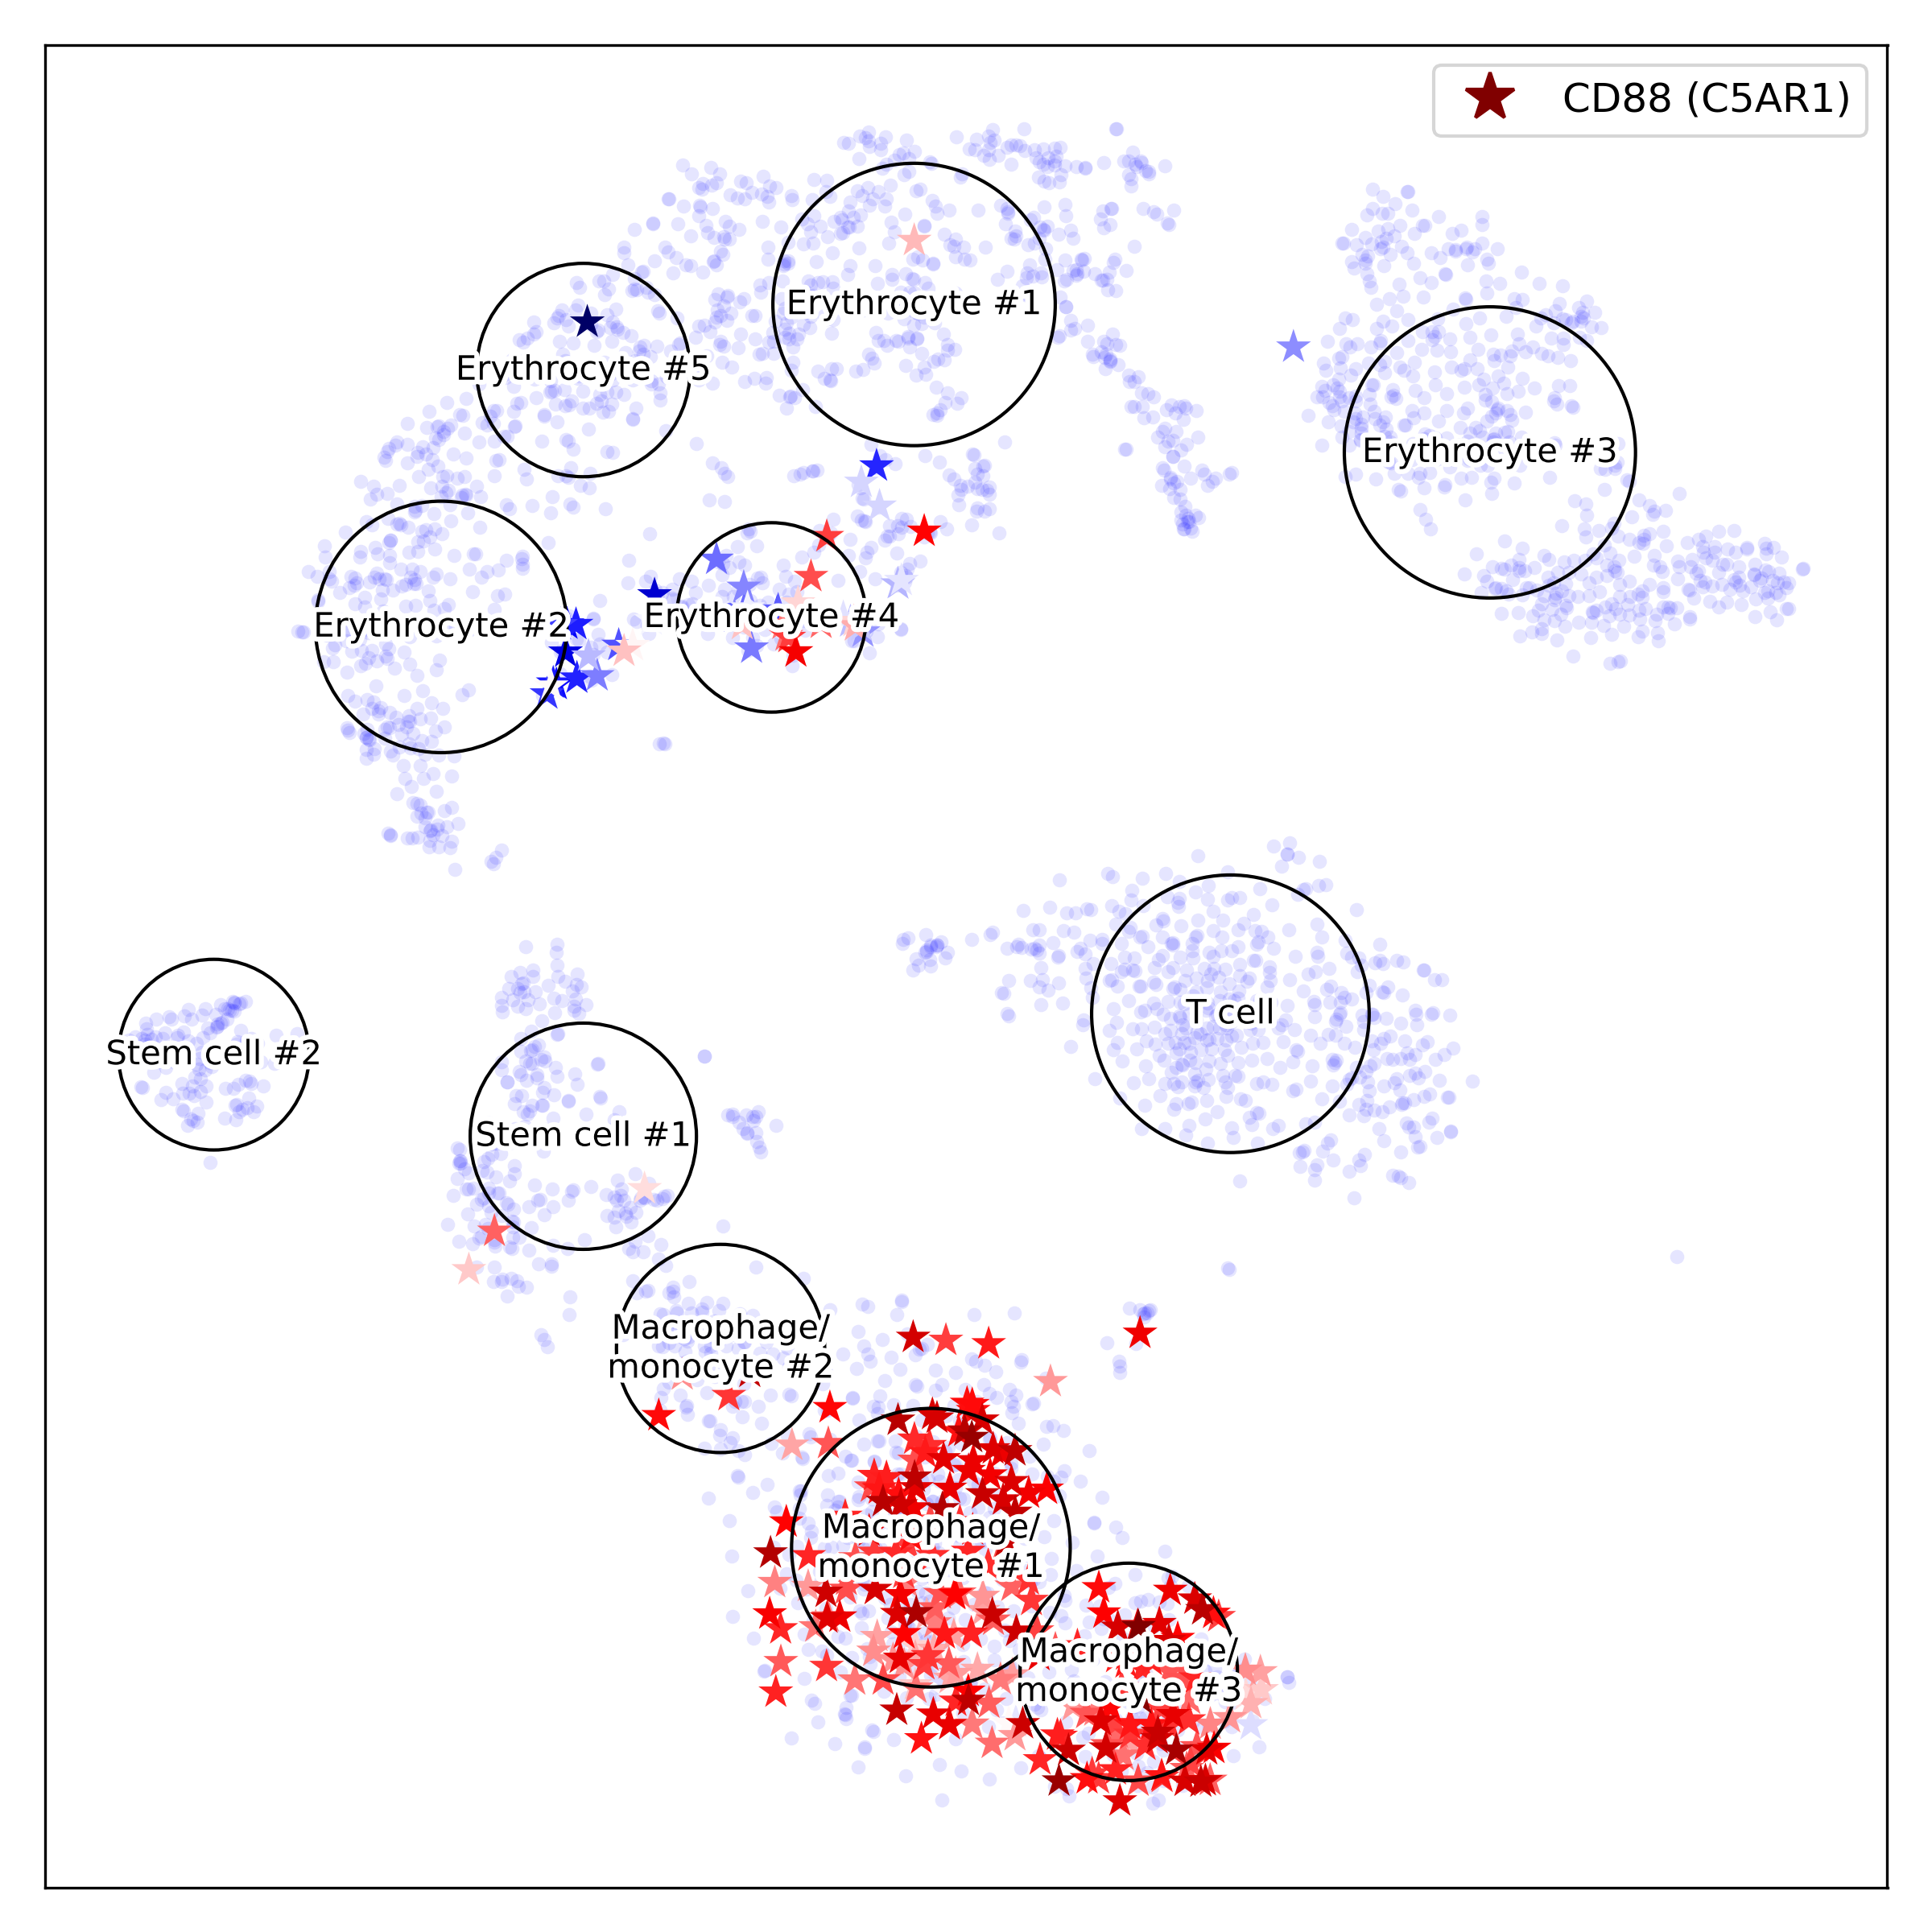 CD88 (C5AR1)
Erythrocyte #1
Erythrocyte #5
Erythrocyte #3
Erythrocyte #4
Erythrocyte #2
T cell
Stem cell #2
Stem cell #1
Macrophage/
monocyte #2
Macrophage/
monocyte #1
Macrophage/
monocyte #3